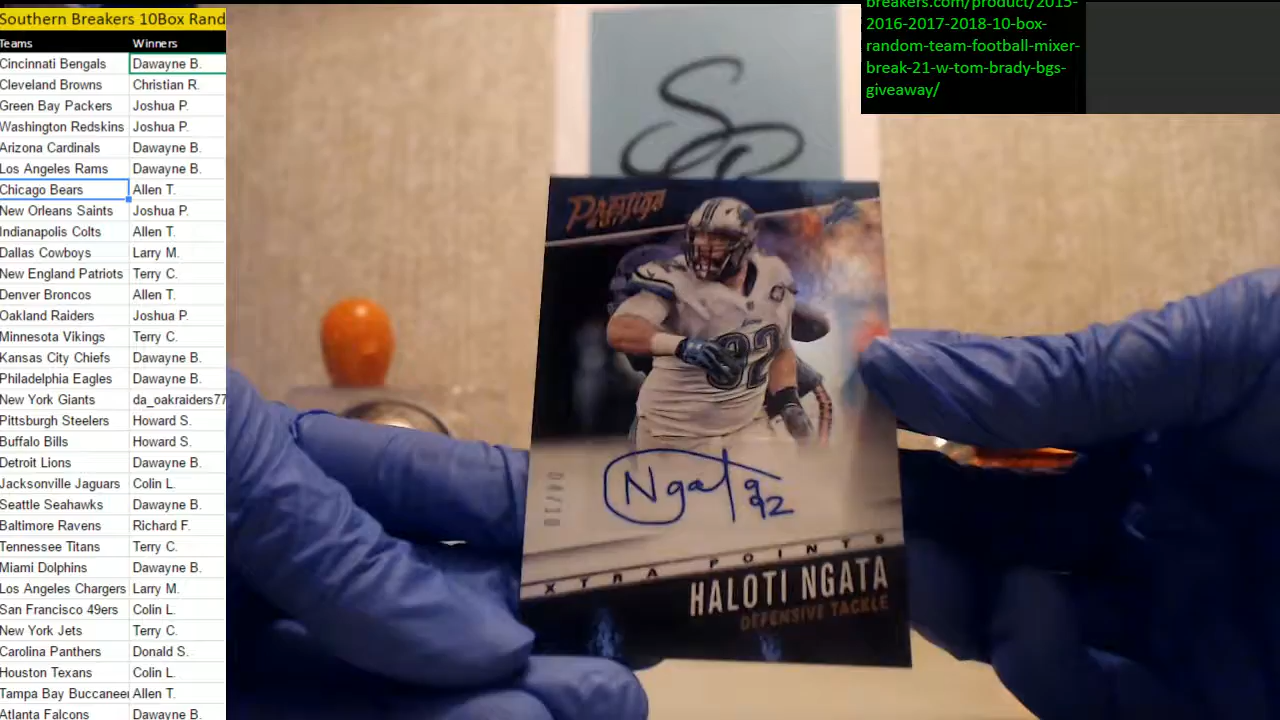 Southern Breakers 10Box Rand
Teams Winners
Cincinnati Bengals Dawayne B.
Cleveland Browns Christian R.
Green Bay Packers Joshua P.
Washington Redskins Joshua P.
Arizona Cardinals Dawayne B.
Los Angeles Rams Dawayne B.
Chicago Bears Allen T.
New Orleans Saints Joshua P.
Indianapolis Colts Allen T.
Dallas Cowboys Larry M.
New England Patriots Terry C.
Denver Broncos Allen T.
Oakland Raiders Joshua P.
Minnesota Vikings Terry C.
Kansas City Chiefs Dawayne B.
Philadelphia Eagles Dawayne B.
New York Giants da_oakraiders77
Pittsburgh Steelers Howard S.
Buffalo Bills Howard S.
Detroit Lions Dawayne B.
Jacksonville Jaguars Colin L.
Seattle Seahawks Dawayne B.
Baltimore Ravens Richard F.
Tennessee Titans Terry C.
Miami Dolphins Dawayne B.
Los Angeles Chargers Larry M.
San Francisco 49ers Colin L.
New York Jets Terry C.
Carolina Panthers Donald S.
Houston Texans Colin L.
Tampa Bay Buccaneer Allen T.
Atlanta Falcons Dawayne B.
breakers.com/product/2015-
2016-2017-2018-10-box-
random-team-football-mixer-
break-21-w-tom-brady-bgs-
giveaway/
Prestige
92
Ngata 92
XTRA POINTS
HALOTI NGATA
DEFENSIVE TACKLE